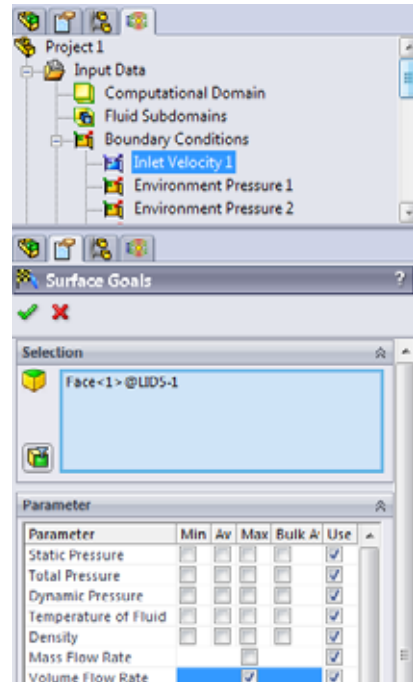 Project 1
Input Data
Computational Domain
Fluid Subdomains
Boundary Conditions
Inlet Velocity 1
Environment Pressure 1
Environment Pressure 2
Surface Goals ?
Selection
Face<1>@LIDS-1
Parameter
Parameter Min Av Max Bulk Av Use
Static Pressure
Total Pressure
Dynamic Pressure
Temperature of Fluid
Density
Mass Flow Rate
Volume Flow Rate